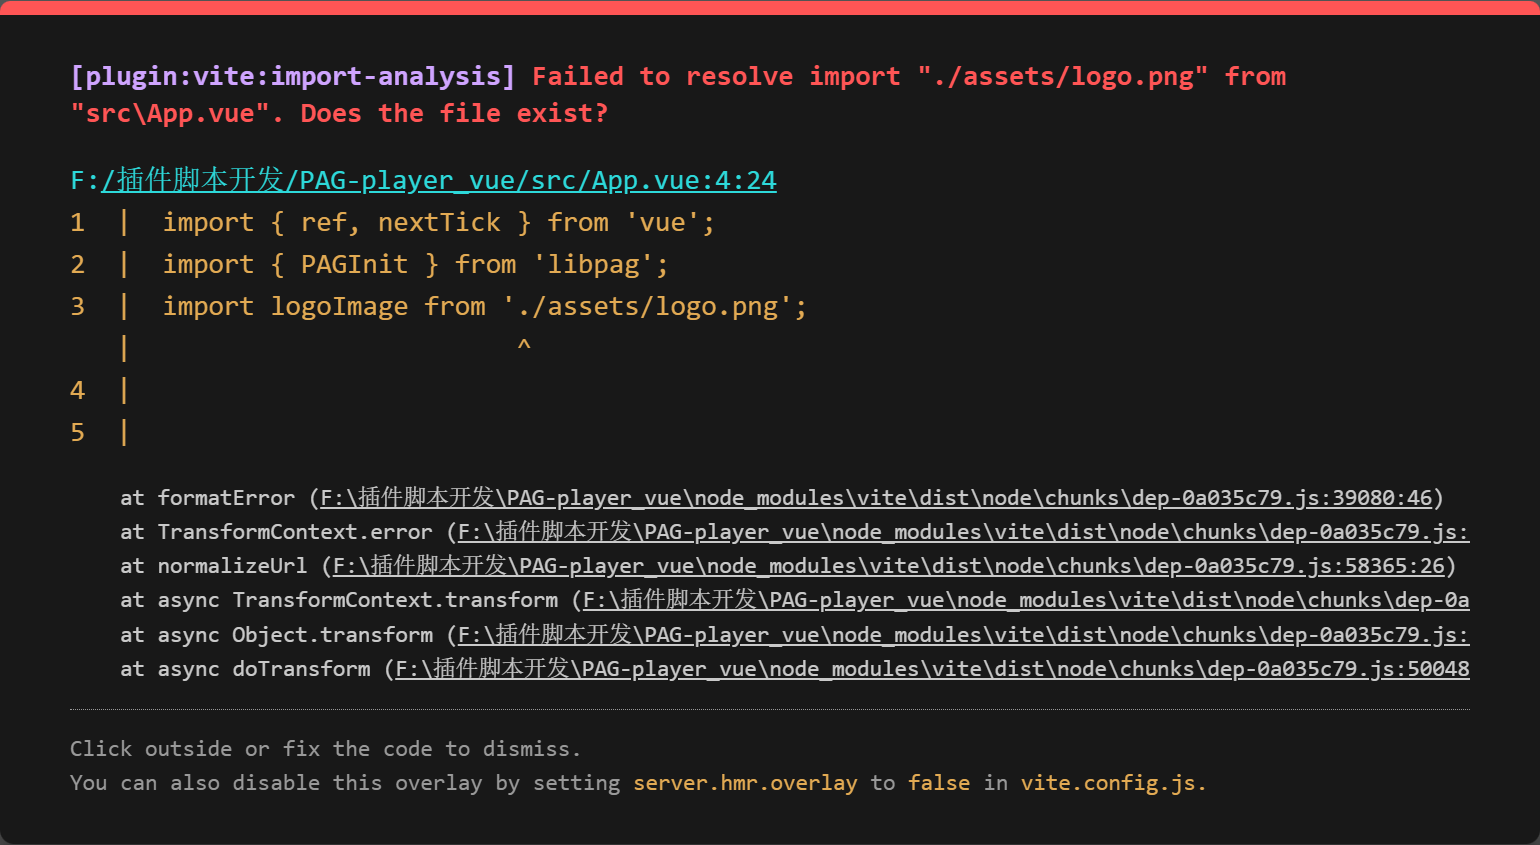 [plugin:vite:import-analysis] Failed to resolve import "./assets/logo.png" from
"src\App.vue". Does the file exist?
F:/插件脚本开发/PAG-player_vue/src/App.vue:4:24
1  |  import { ref, nextTick } from 'vue';
2  |  import { PAGInit } from 'libpag';
3  |  import logoImage from './assets/logo.png';
   |                         ^
4  |
5  |
at formatError (F:\插件脚本开发\PAG-player_vue\node_modules\vite\dist\node\chunks\dep-0a035c79.js:39080:46)
at TransformContext.error (F:\插件脚本开发\PAG-player_vue\node_modules\vite\dist\node\chunks\dep-0a035c79.js:
at normalizeUrl (F:\插件脚本开发\PAG-player_vue\node_modules\vite\dist\node\chunks\dep-0a035c79.js:58365:26)
at async TransformContext.transform (F:\插件脚本开发\PAG-player_vue\node_modules\vite\dist\node\chunks\dep-0a
at async Object.transform (F:\插件脚本开发\PAG-player_vue\node_modules\vite\dist\node\chunks\dep-0a035c79.js:
at async doTransform (F:\插件脚本开发\PAG-player_vue\node_modules\vite\dist\node\chunks\dep-0a035c79.js:50048
Click outside or fix the code to dismiss.
You can also disable this overlay by setting server.hmr.overlay to false in vite.config.js.